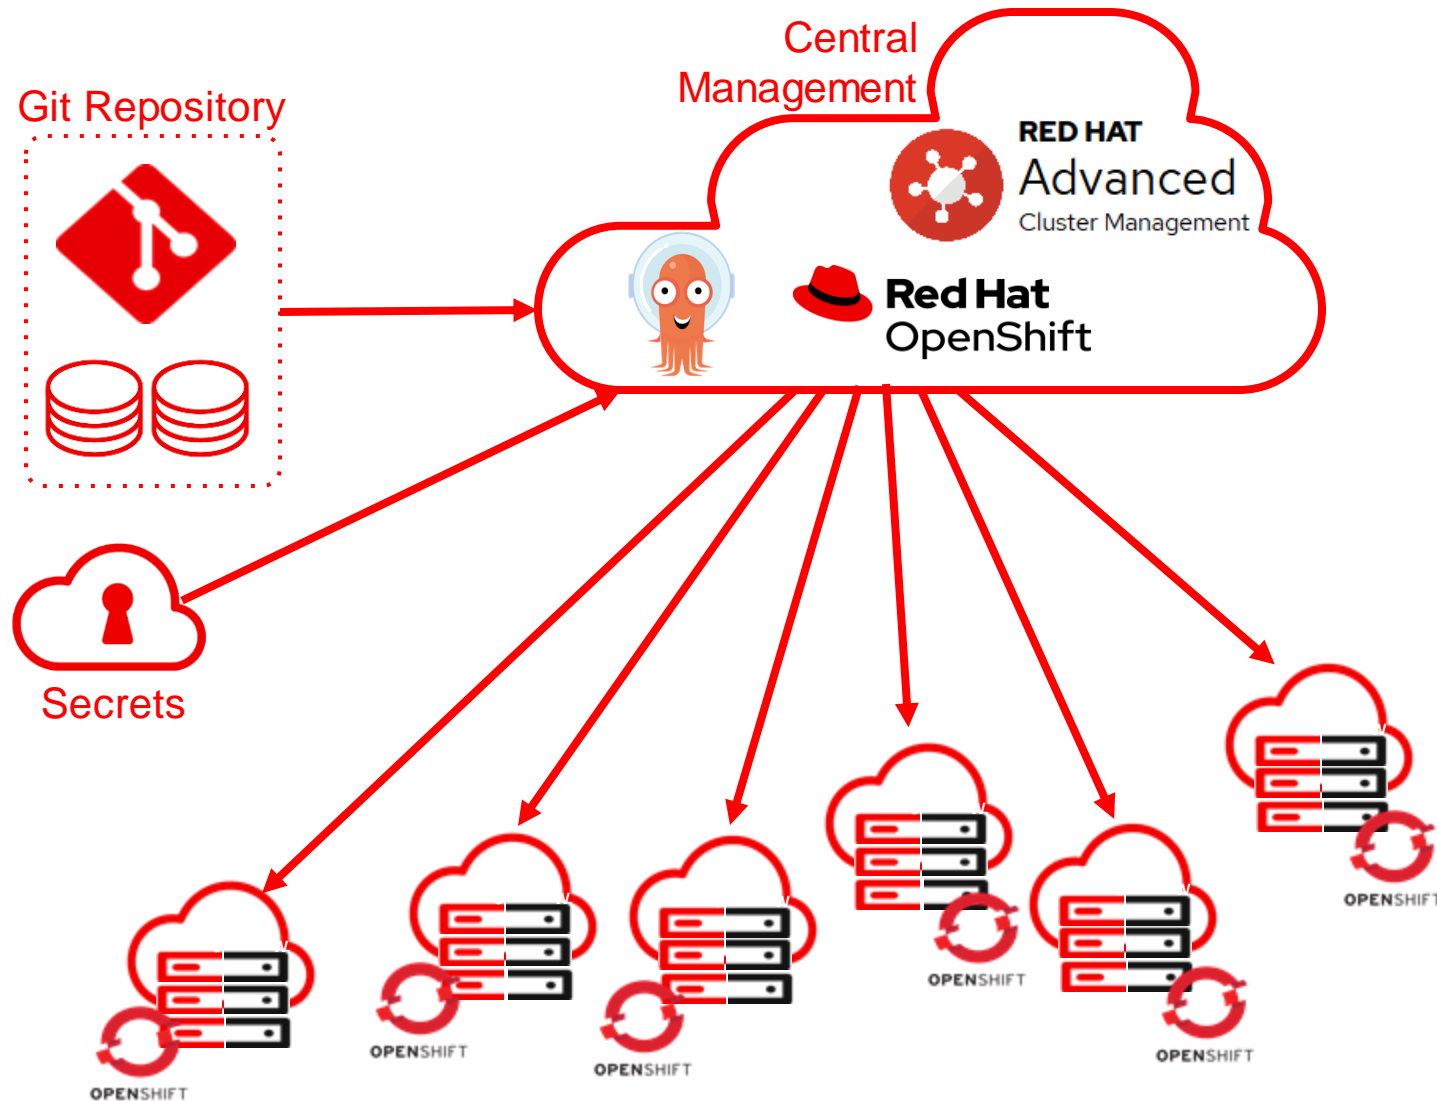 Central
Management
Git Repository
RED HAT
Advanced
Cluster Management
Red Hat
OpenShift
Secrets
OPENSHIFT
OPENSHIFT
OPENSHIFT
OPENSHIFT
OPENSHIFT
OPENSHIFT